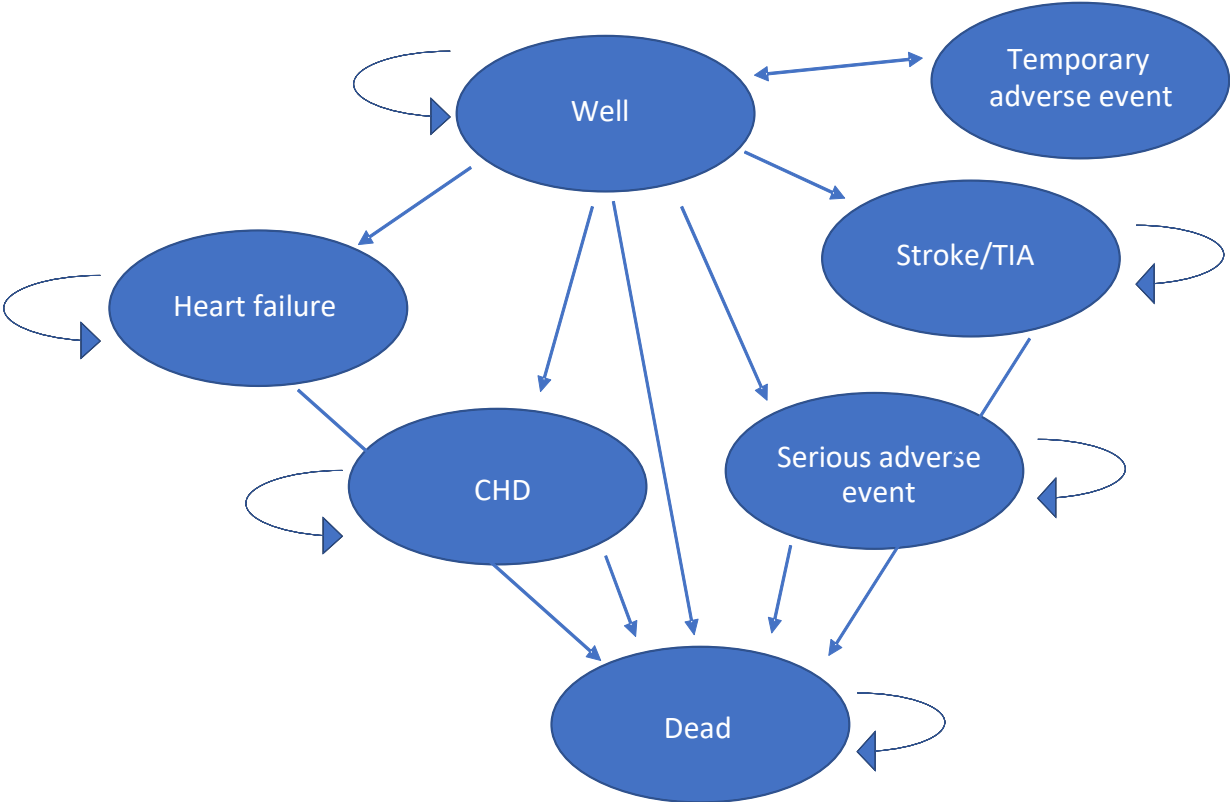 Well
Temporary
adverse event
Stroke/TIA
Heart failure
CHD
Serious adverse
event
Dead